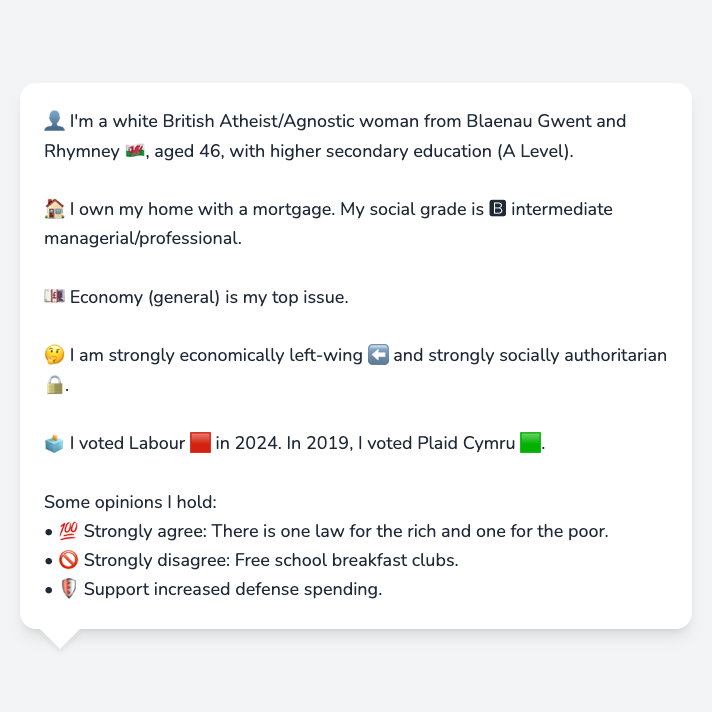 👤 I'm a white British Atheist/Agnostic woman from Blaenau Gwent and
Rhymney 🏴󠁧󠁢󠁷󠁬󠁳󠁿, aged 46, with higher secondary education (A Level).
🏠 I own my home with a mortgage. My social grade is 🅱 intermediate
managerial/professional.
💷 Economy (general) is my top issue.
🤔 I am strongly economically left-wing ⬅️ and strongly socially authoritarian
🔒.
🗳️ I voted Labour 🟥 in 2024. In 2019, I voted Plaid Cymru 🟩.
Some opinions I hold:
• 💯 Strongly agree: There is one law for the rich and one for the poor.
• 🚫 Strongly disagree: Free school breakfast clubs.
• 🛡️ Support increased defense spending.